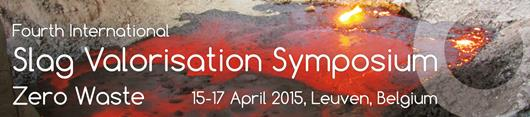 Fourth International
Slag Valorisation Symposium
Zero Waste 15-17 April 2015, Leuven, Belgium